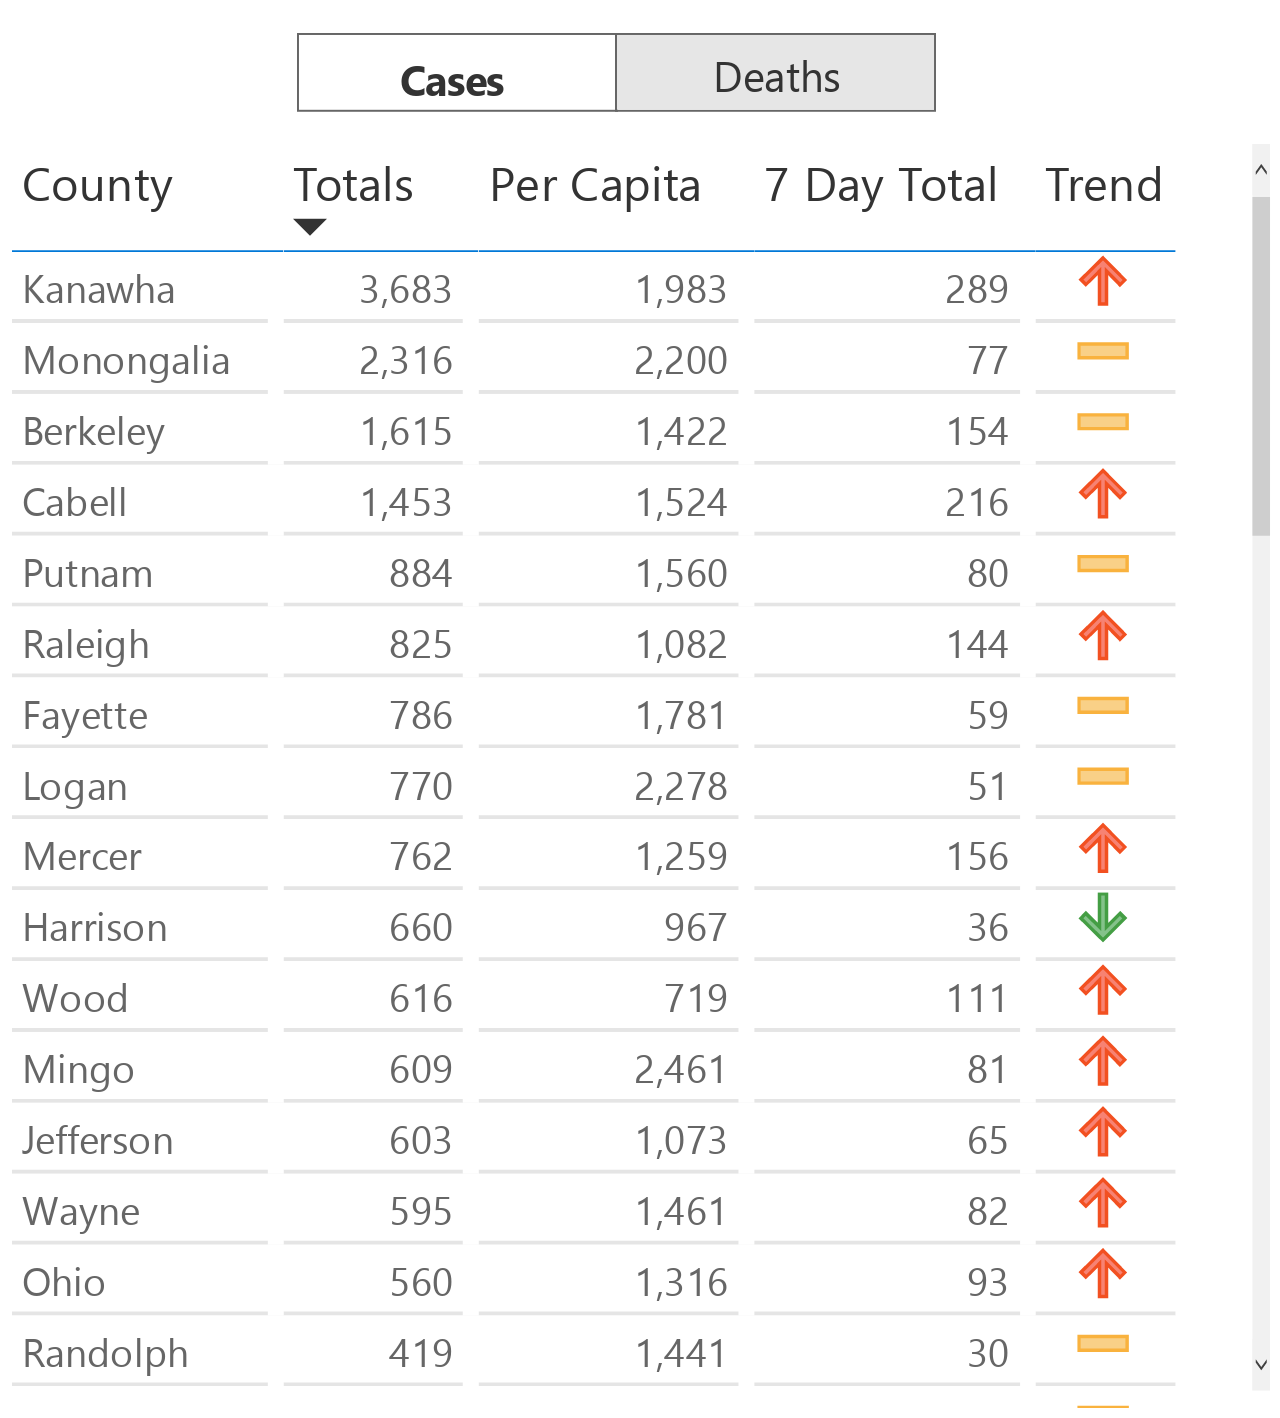 Cases Deaths
County Totals Per Capita 7 Day Total Trend
Kanawha 3,683 1,983 289
Monongalia 2,316 2,200 77
Berkeley 1,615 1,422 154
Cabell 1,453 1,524 216
Putnam 884 1,560 80
Raleigh 825 1,082 144
Fayette 786 1,781 59
Logan 770 2,278 51
Mercer 762 1,259 156
Harrison 660 967 36
Wood 616 719 111
Mingo 609 2,461 81
Jefferson 603 1,073 65
Wayne 595 1,461 82
Ohio 560 1,316 93
Randolph 419 1,441 30